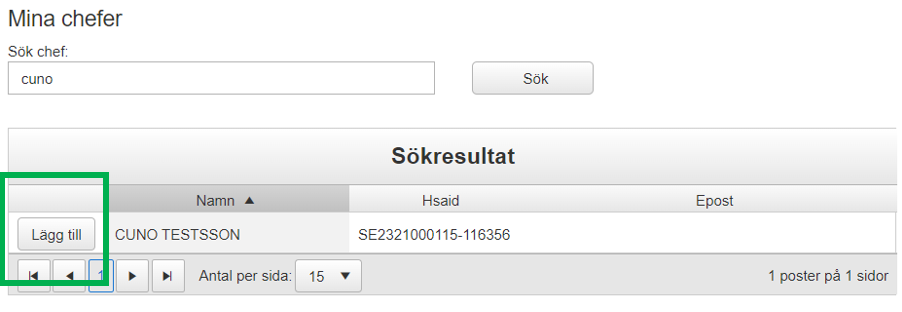 Mina chefer
Sök chef:
cuno Sök
Sökresultat
Namn Hsaid Epost
Lägg till CUNO TESTSSON SE2321000115-116356
1 Antal per sida: 15 1 poster på 1 sidor